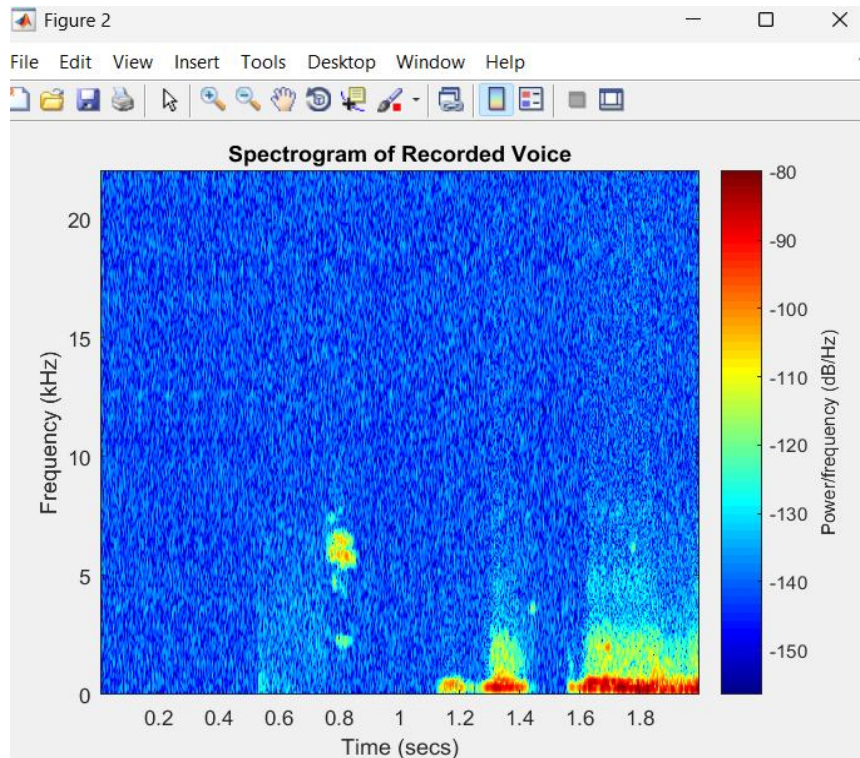 Figure 2
File Edit View Insert Tools Desktop Window Help
Spectrogram of Recorded Voice
Frequency (kHz)
20
15
10
5
0
0.2 0.4 0.6 0.8 1 1.2 1.4 1.6 1.8
Time (secs)
-80
-90
-100
-110
-120
-130
-140
-150
Power/frequency (dB/Hz)